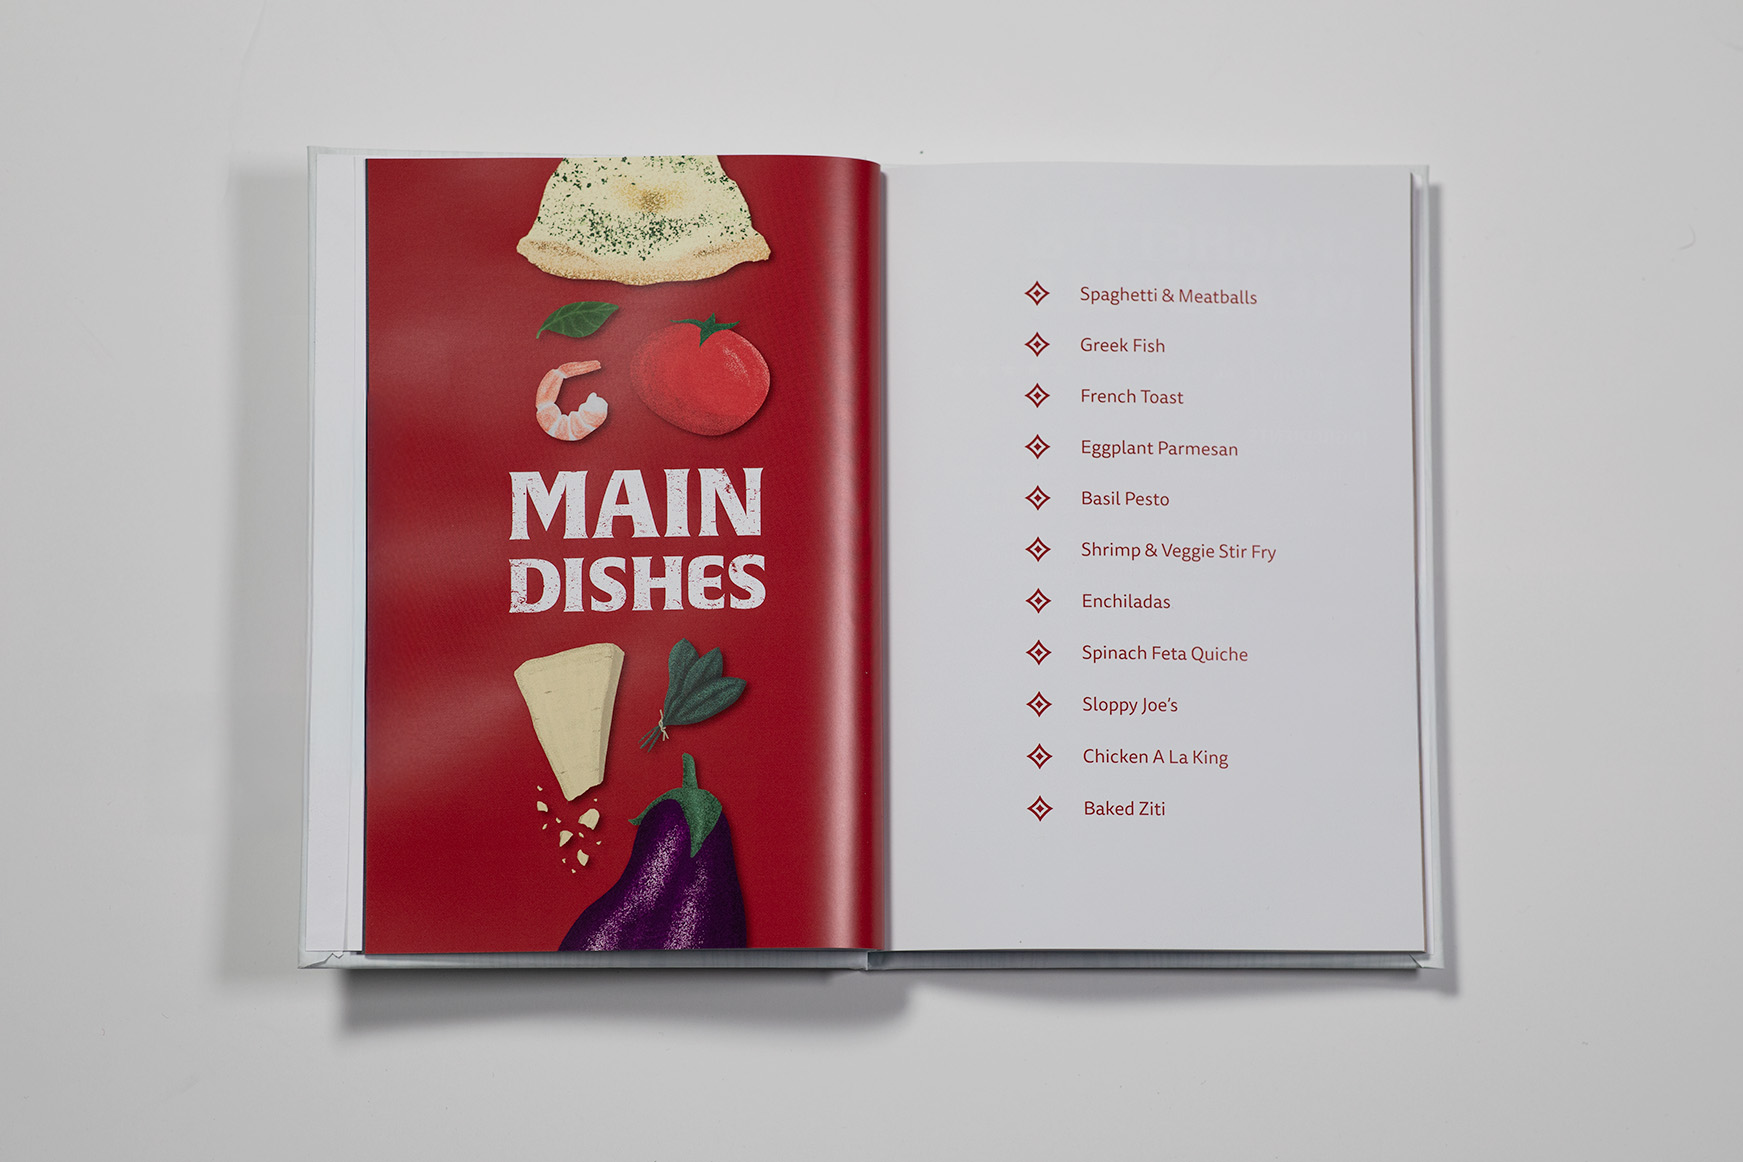 MAIN
DISHES
Spaghetti & Meatballs
Greek Fish
French Toast
Eggplant Parmesan
Basil Pesto
Shrimp & Veggie Stir Fry
Enchiladas
Spinach Feta Quiche
Sloppy Joe's
Chicken A La King
Baked Ziti